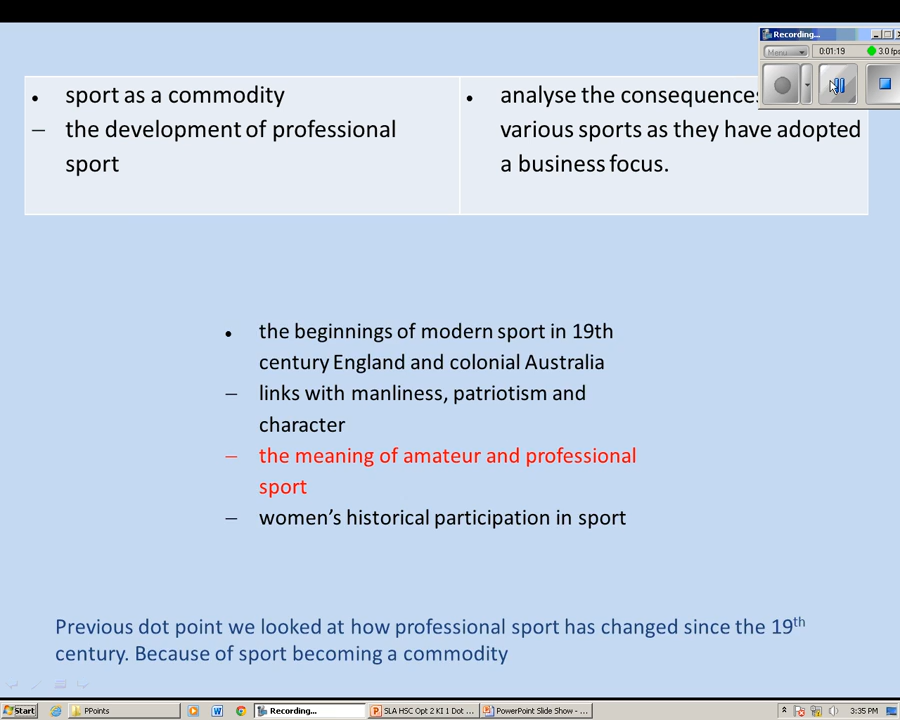 Recording...
Menu
0:01:19
3.0 fps
• sport as a commodity
– the development of professional
sport
• analyse the consequences
various sports as they have adopted
a business focus.
• the beginnings of modern sport in 19th
century England and colonial Australia
– links with manliness, patriotism and
character
– the meaning of amateur and professional
sport
– women's historical participation in sport
Previous dot point we looked at how professional sport has changed since the 19th
century. Because of sport becoming a commodity
Start
PPoints
Recording...
SLA HSC Opt 2 KI 1 Dot ...
PowerPoint Slide Show - ...
3:35 PM